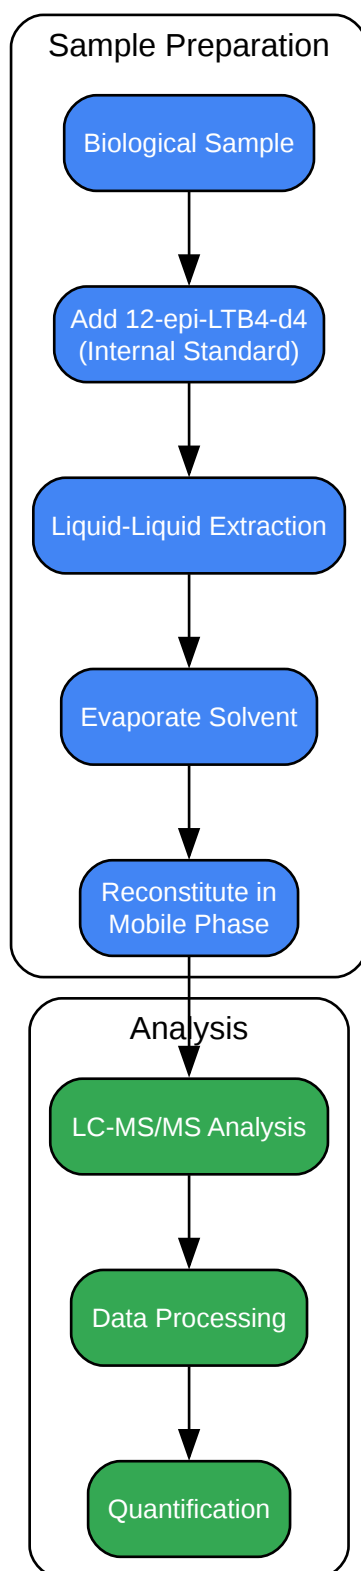 Sample Preparation
Biological Sample
Add 12-epi-LTB4-d4
(Internal Standard)
Liquid-Liquid Extraction
Evaporate Solvent
Reconstitute in
Mobile Phase
Analysis
LC-MS/MS Analysis
Data Processing
Quantification